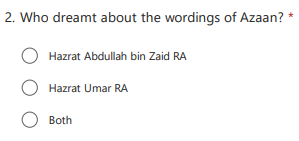 2. Who dreamt about the wordings of Azaan? *
Hazrat Abdullah bin Zaid RA
Hazrat Umar RA
Both